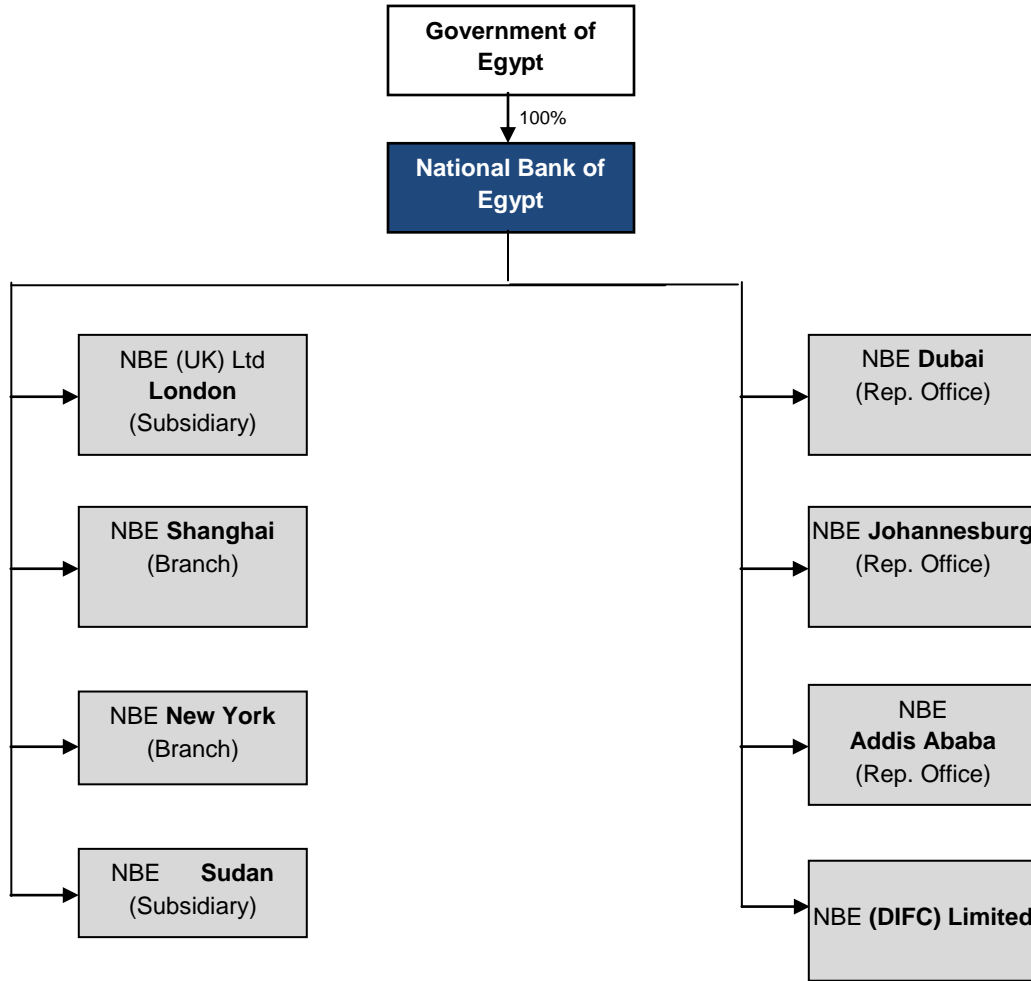 Government of
Egypt
100%
National Bank of
Egypt
NBE (UK) Ltd
London
(Subsidiary)
NBE Shanghai
(Branch)
NBE New York
(Branch)
NBE Sudan
(Subsidiary)
NBE Dubai
(Rep. Office)
NBE Johannesburg
(Rep. Office)
NBE
Addis Ababa
(Rep. Office)
NBE (DIFC) Limited